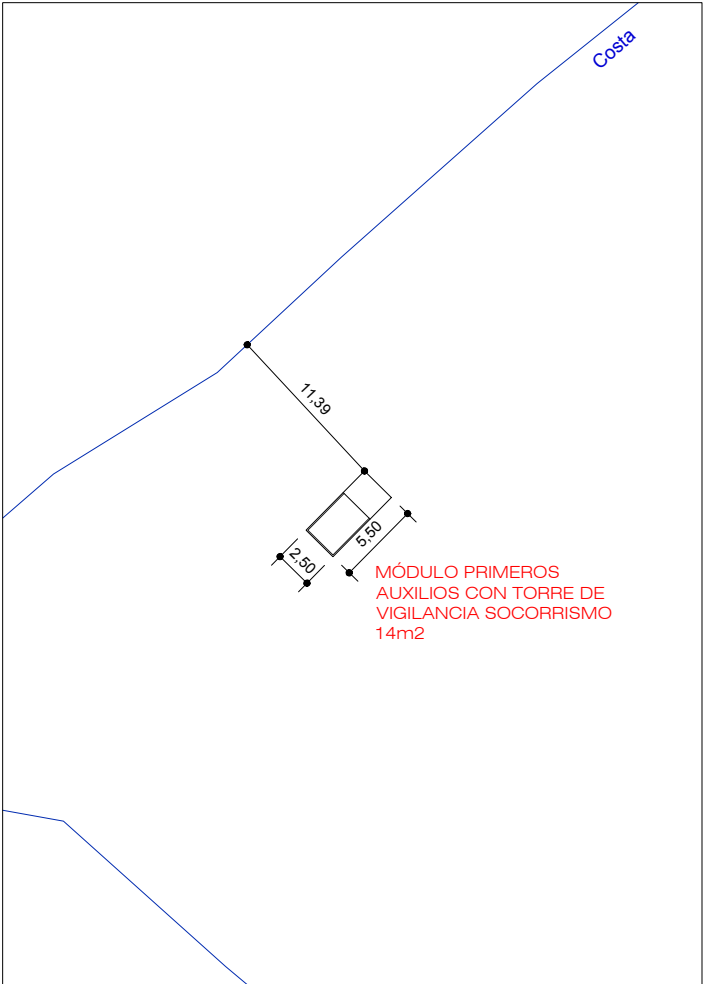 Costa
11,39
5,50
2,50
MÓDULO PRIMEROS
AUXILIOS CON TORRE DE
VIGILANCIA SOCORRISMO
14m2